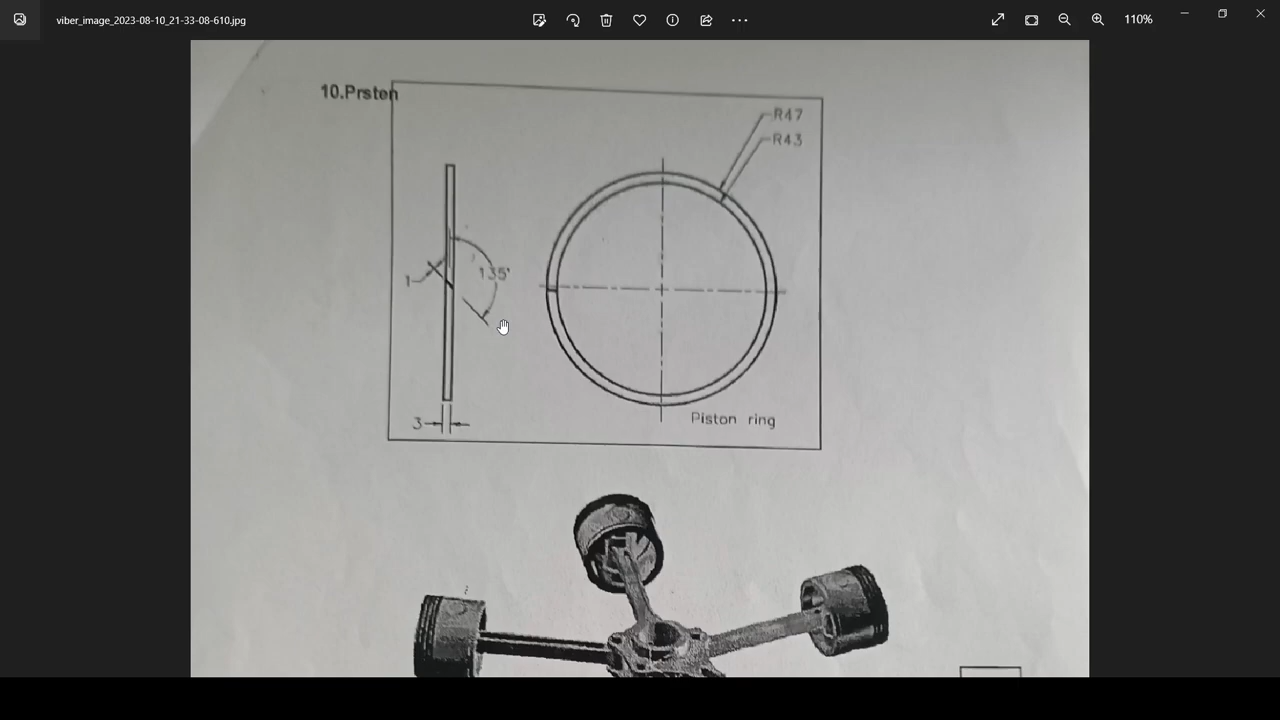 viber_image_2023-08-10_21-33-08-610.jpg
110%
10.Prsten
R47
R43
1
135°
3
Piston ring